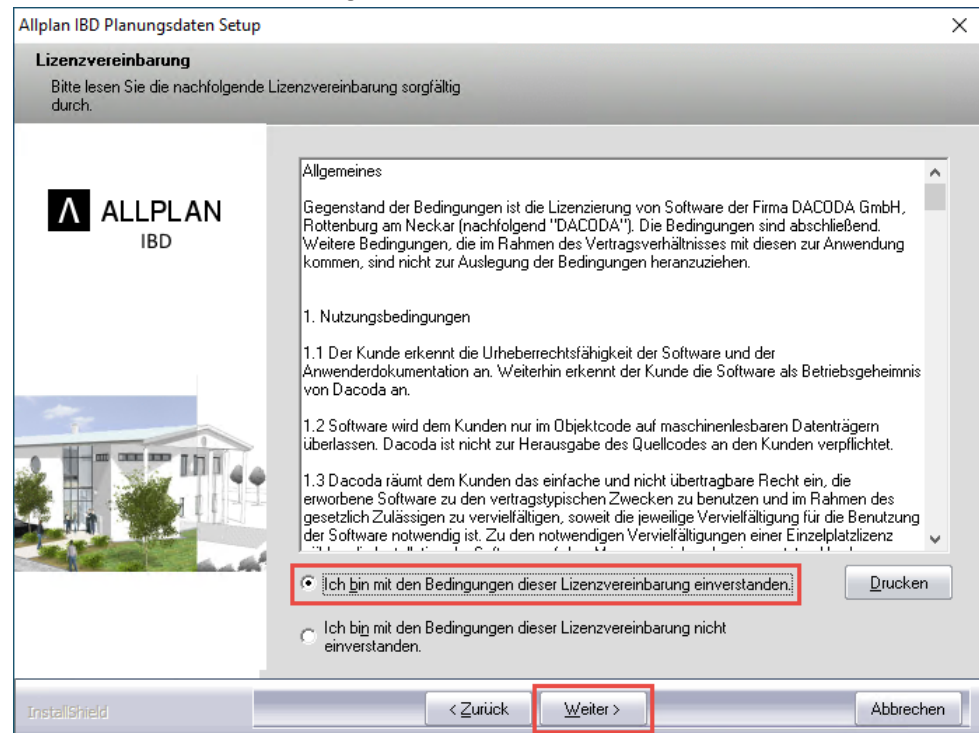 Allplan IBD Planungsdaten Setup
Lizenzvereinbarung
Bitte lesen Sie die nachfolgende Lizenzvereinbarung sorgfältig
durch.
ALLPLAN
IBD
Allgemeines
Gegenstand der Bedingungen ist die Lizenzierung von Software der Firma DACODA GmbH,
Rottenburg am Neckar (nachfolgend "DACODA"). Die Bedingungen sind abschließend.
Weitere Bedingungen, die im Rahmen des Vertragsverhältnisses mit diesen zur Anwendung
kommen, sind nicht zur Auslegung der Bedingungen heranzuziehen.
1. Nutzungsbedingungen
1.1 Der Kunde erkennt die Urheberrechtsfähigkeit der Software und der
Anwenderdokumentation an. Weiterhin erkennt der Kunde die Software als Betriebsgeheimnis
von Dacoda an.
1.2 Software wird dem Kunden nur im Objektcode auf maschinenlesbaren Datenträgern
überlassen. Dacoda ist nicht zur Herausgabe des Quellcodes an den Kunden verpflichtet.
1.3 Dacoda räumt dem Kunden das einfache und nicht übertragbare Recht ein, die
erworbene Software zu den vertragstypischen Zwecken zu benutzen und im Rahmen des
gesetzlich Zulässigen zu vervielfältigen, soweit die jeweilige Vervielfältigung für die Benutzung
der Software notwendig ist. Zu den notwendigen Vervielfältigungen einer Einzelplatzlizenz
Ich bin mit den Bedingungen dieser Lizenzvereinbarung einverstanden.
Drucken
Ich bin mit den Bedingungen dieser Lizenzvereinbarung nicht
einverstanden.
InstallShield
< Zurück
Weiter >
Abbrechen